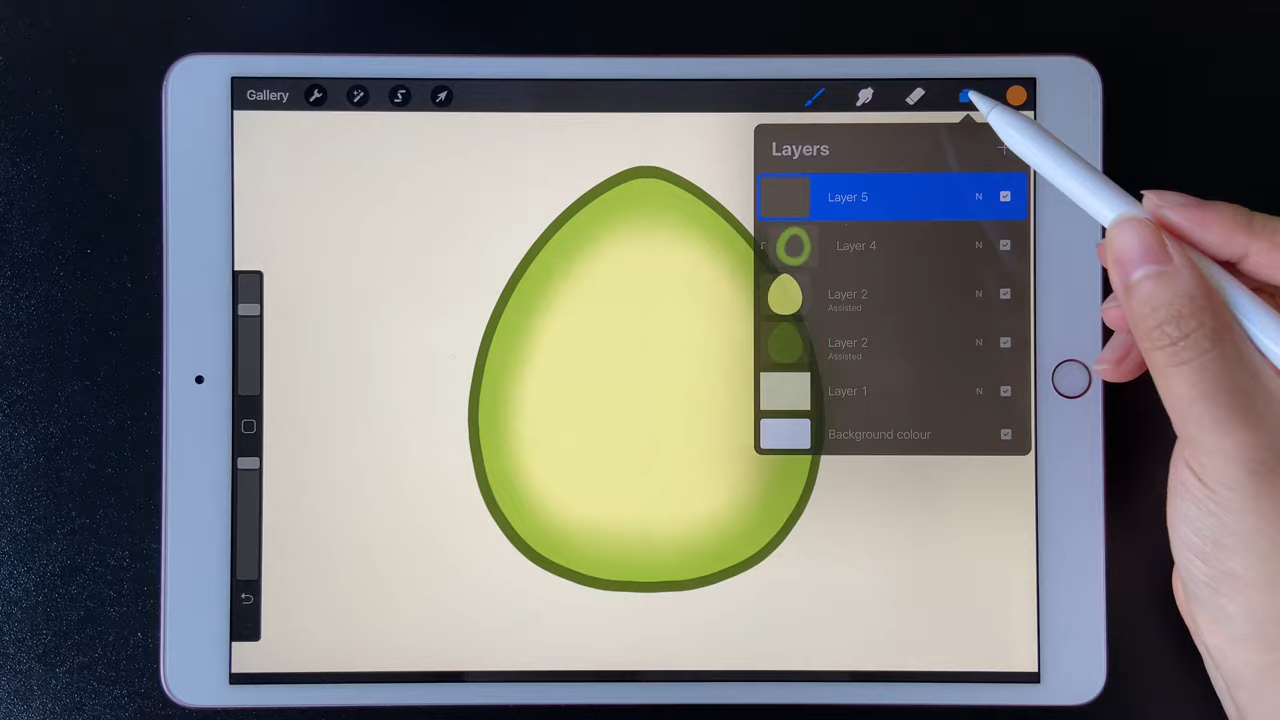 Gallery
Layers
Layer 5 N
Layer 4 N
Layer 2 N
Assisted
Layer 2 N
Assisted
Layer 1 N
Background colour